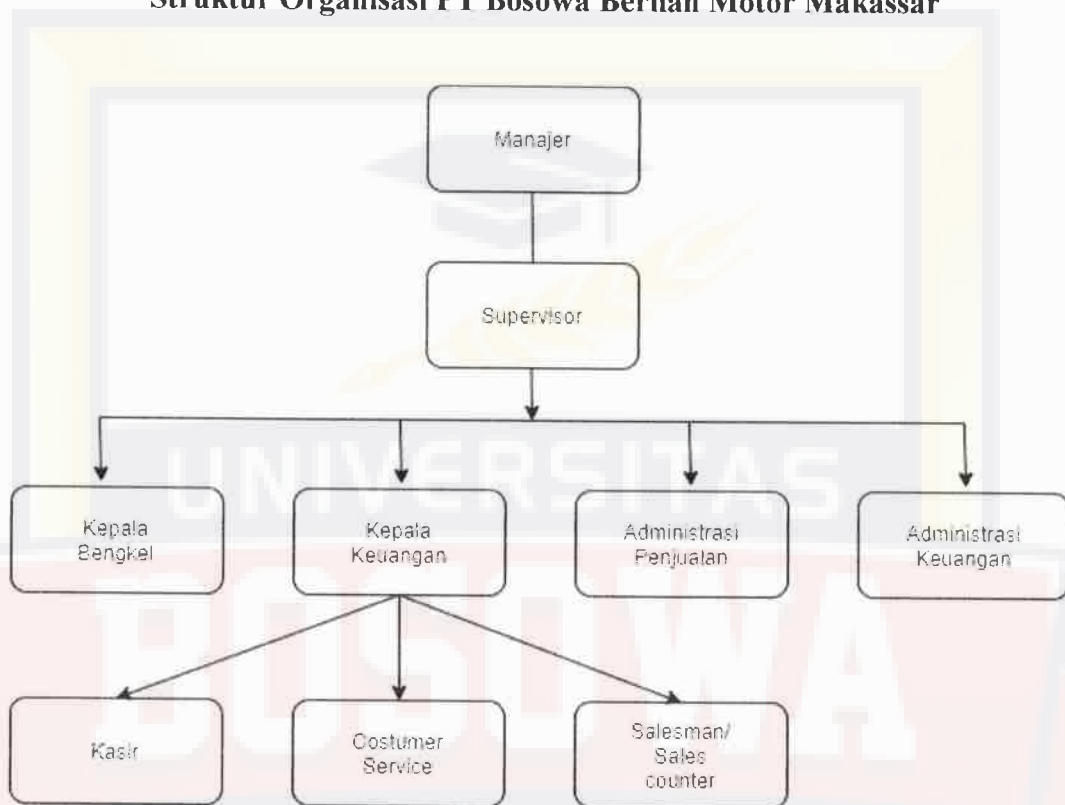 Struktur Organisasi PT Bosowa Berlian Motor Makassar
Manajer
Supervisor
UNIVERSITAS
Kepala
Bengkel
Kepala
Keuangan
Administrasi
Penjualan
Administrasi
Keuangan
BOSOWA
Kasir
Costumer
Service
Salesman/
Sales
counter